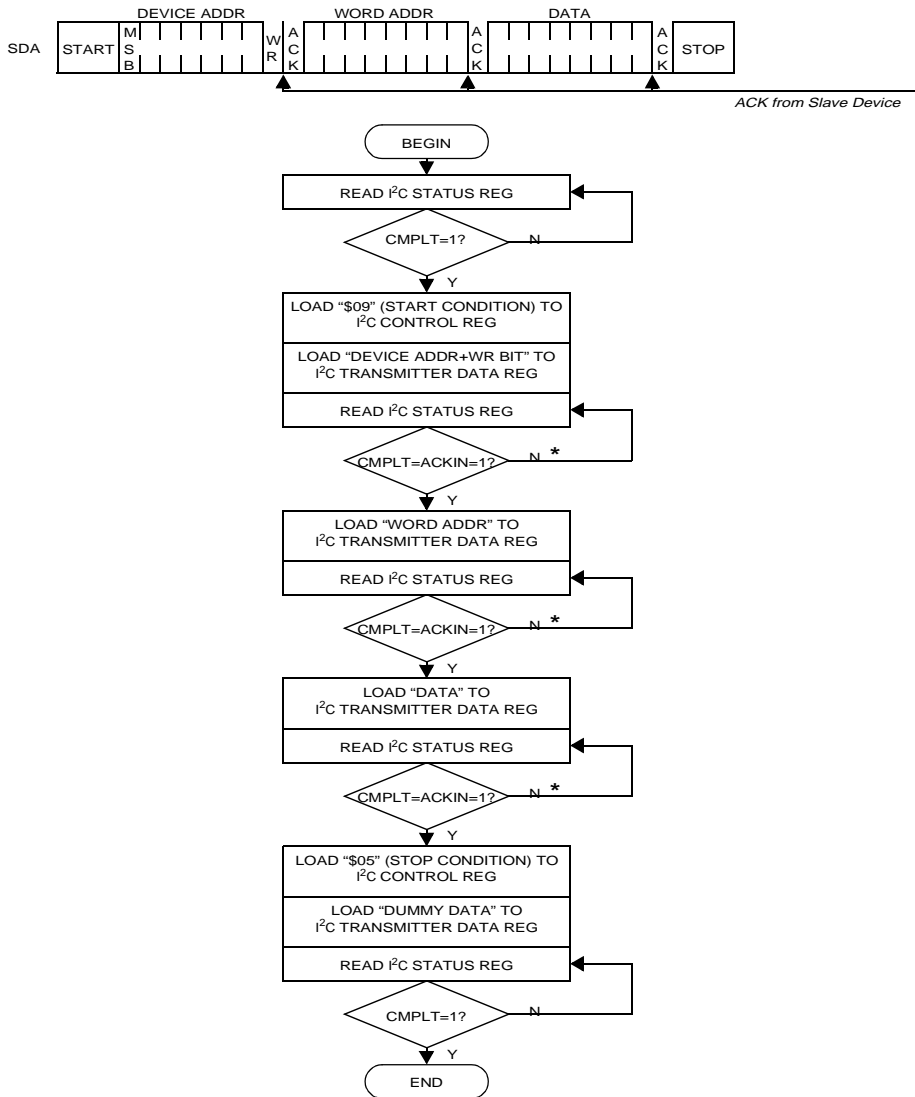 DEVICE ADDR WORD ADDR DATA
SDA START MSB WR ACK ACK ACK STOP
ACK from Slave Device
BEGIN
READ I²C STATUS REG
CMPLT=1? N
Y
LOAD “$09” (START CONDITION) TO
I²C CONTROL REG
LOAD “DEVICE ADDR+WR BIT” TO
I²C TRANSMITTER DATA REG
READ I²C STATUS REG
CMPLT=ACKIN=1? N *
Y
LOAD “WORD ADDR” TO
I²C TRANSMITTER DATA REG
READ I²C STATUS REG
CMPLT=ACKIN=1? N *
Y
LOAD “DATA” TO
I²C TRANSMITTER DATA REG
READ I²C STATUS REG
CMPLT=ACKIN=1? N *
Y
LOAD “$05” (STOP CONDITION) TO
I²C CONTROL REG
LOAD “DUMMY DATA” TO
I²C TRANSMITTER DATA REG
READ I²C STATUS REG
CMPLT=1? N
Y
END